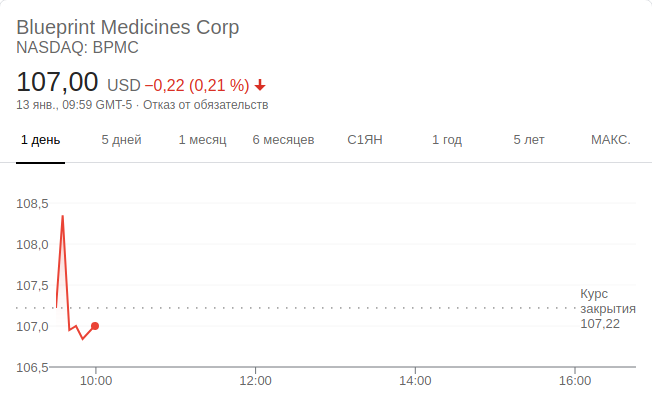 Blueprint Medicines Corp
NASDAQ: BPMC
107,00 USD −0,22 (0,21 %)
13 янв., 09:59 GMT-5 · Отказ от обязательств
1 день 5 дней 1 месяц 6 месяцев С1ЯН 1 год 5 лет МАКС.
108,5
108,0
107,5
Курс
закрытия
107,22
107,0
106,5
10:00 12:00 14:00 16:00